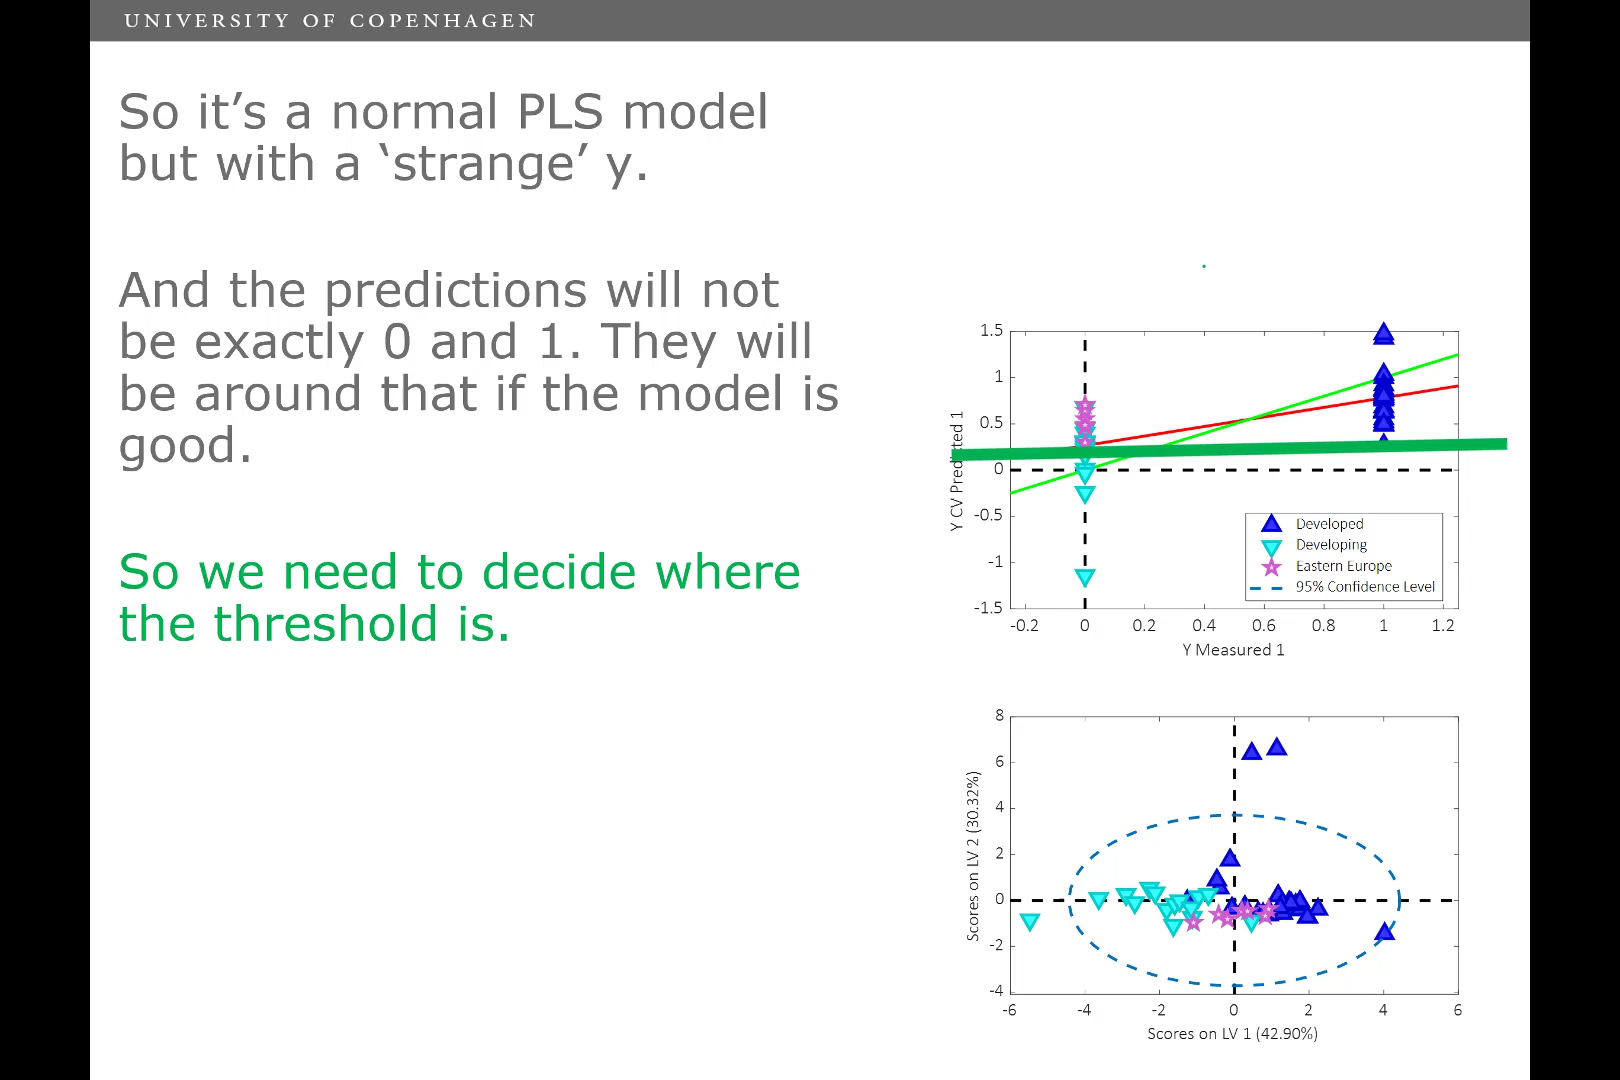 UNIVERSITY OF COPENHAGEN
So it’s a normal PLS model
but with a ‘strange’ y.
And the predictions will not
be exactly 0 and 1. They will
be around that if the model is
good.
So we need to decide where
the threshold is.
1.5
1
0.5
0
-0.5
-1
-1.5
Y CV Predicted 1
Developed
Developing
Eastern Europe
95% Confidence Level
-0.2 0 0.2 0.4 0.6 0.8 1 1.2
Y Measured 1
8
6
4
2
0
-2
-4
Scores on LV 2 (30.32%)
-6 -4 -2 0 2 4 6
Scores on LV 1 (42.90%)